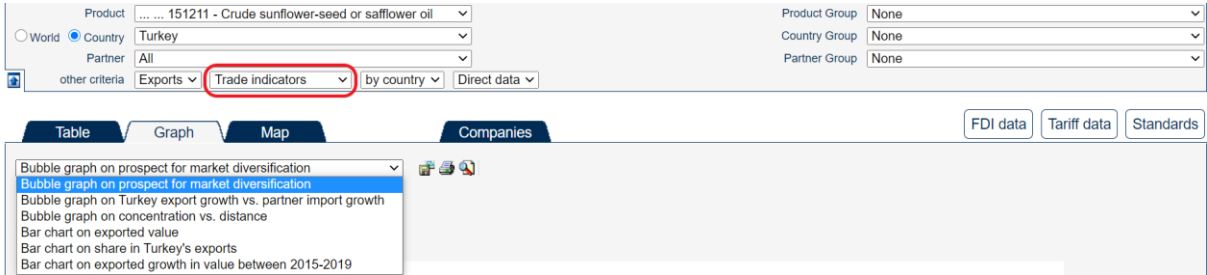 Product ... ... 151211 - Crude sunflower-seed or safflower oil Product Group None
World Country Turkey Country Group None
Partner All Partner Group None
other criteria Exports Trade indicators by country Direct data
Table Graph Map Companies FDI data Tariff data Standards
Bubble graph on prospect for market diversification
Bubble graph on prospect for market diversification
Bubble graph on Turkey export growth vs. partner import growth
Bubble graph on concentration vs. distance
Bar chart on exported value
Bar chart on share in Turkey's exports
Bar chart on exported growth in value between 2015-2019